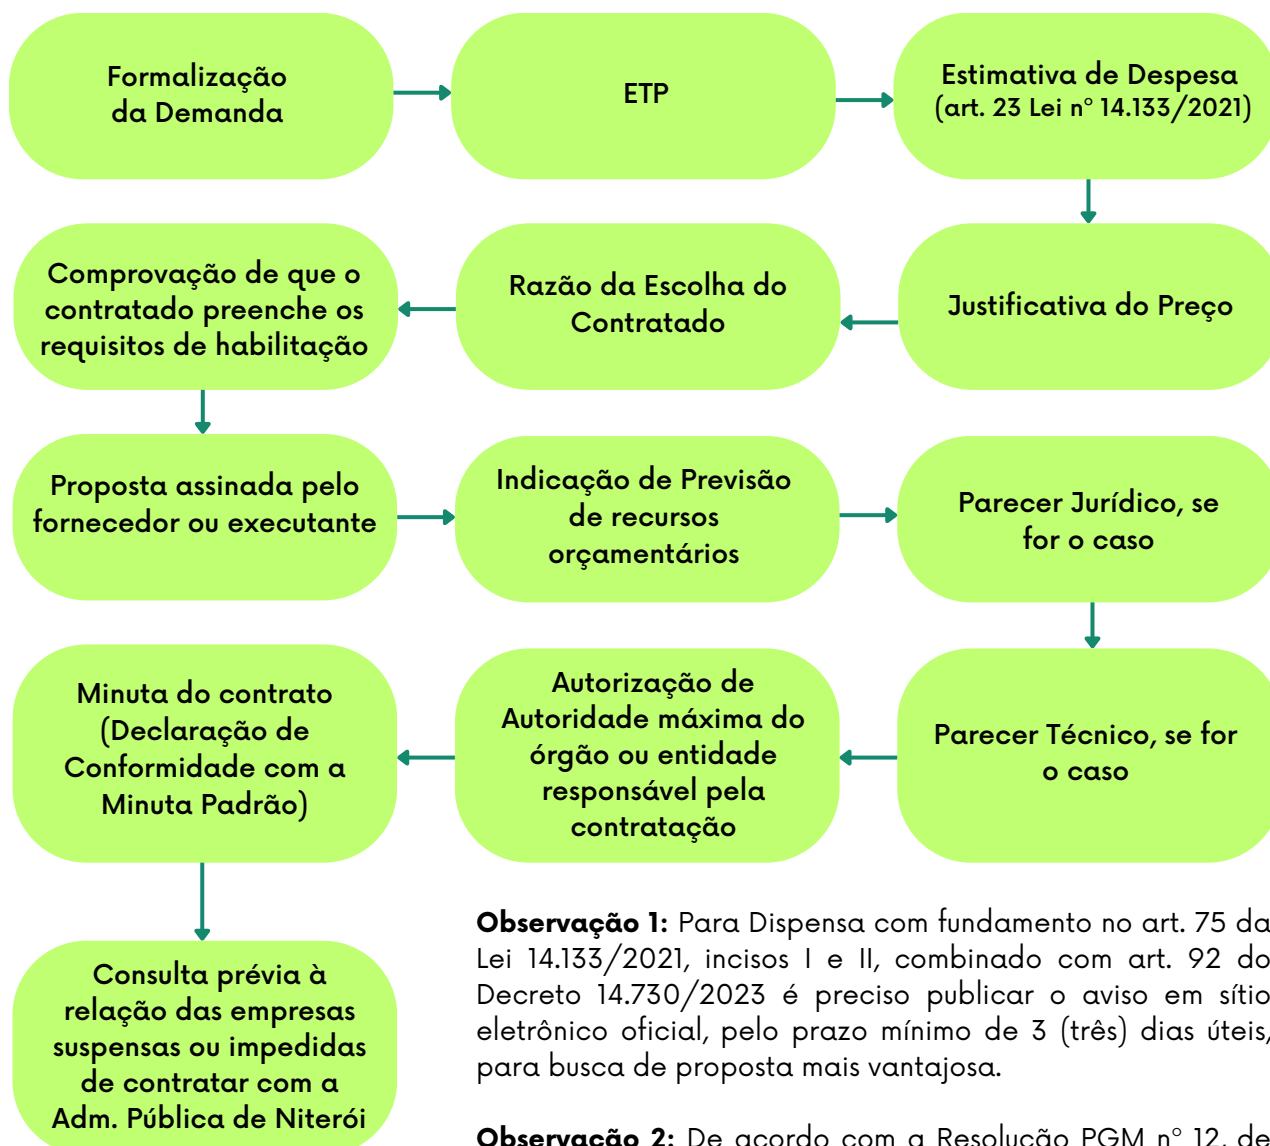 Formalização
da Demanda
ETP
Estimativa de Despesa
(art. 23 Lei n° 14.133/2021)
Justificativa do Preço
Razão da Escolha do
Contratado
Comprovação de que o
contratado preenche os
requisitos de habilitação
Proposta assinada pelo
fornecedor ou executante
Indicação de Previsão
de recursos
orçamentários
Parecer Jurídico, se
for o caso
Parecer Técnico, se for
o caso
Autorização de
Autoridade máxima do
órgão ou entidade
responsável pela
contratação
Minuta do contrato
(Declaração de
Conformidade com a
Minuta Padrão)
Consulta prévia à
relação das empresas
suspensas ou impedidas
de contratar com a
Adm. Pública de Niterói
Observação 1: Para Dispensa com fundamento no art. 75 da
Lei 14.133/2021, incisos I e II, combinado com art. 92 do
Decreto 14.730/2023 é preciso publicar o aviso em sítio
eletrônico oficial, pelo prazo mínimo de 3 (três) dias úteis,
para busca de proposta mais vantajosa.
Observação 2: De acordo com a Resolução PGM n° 12, de